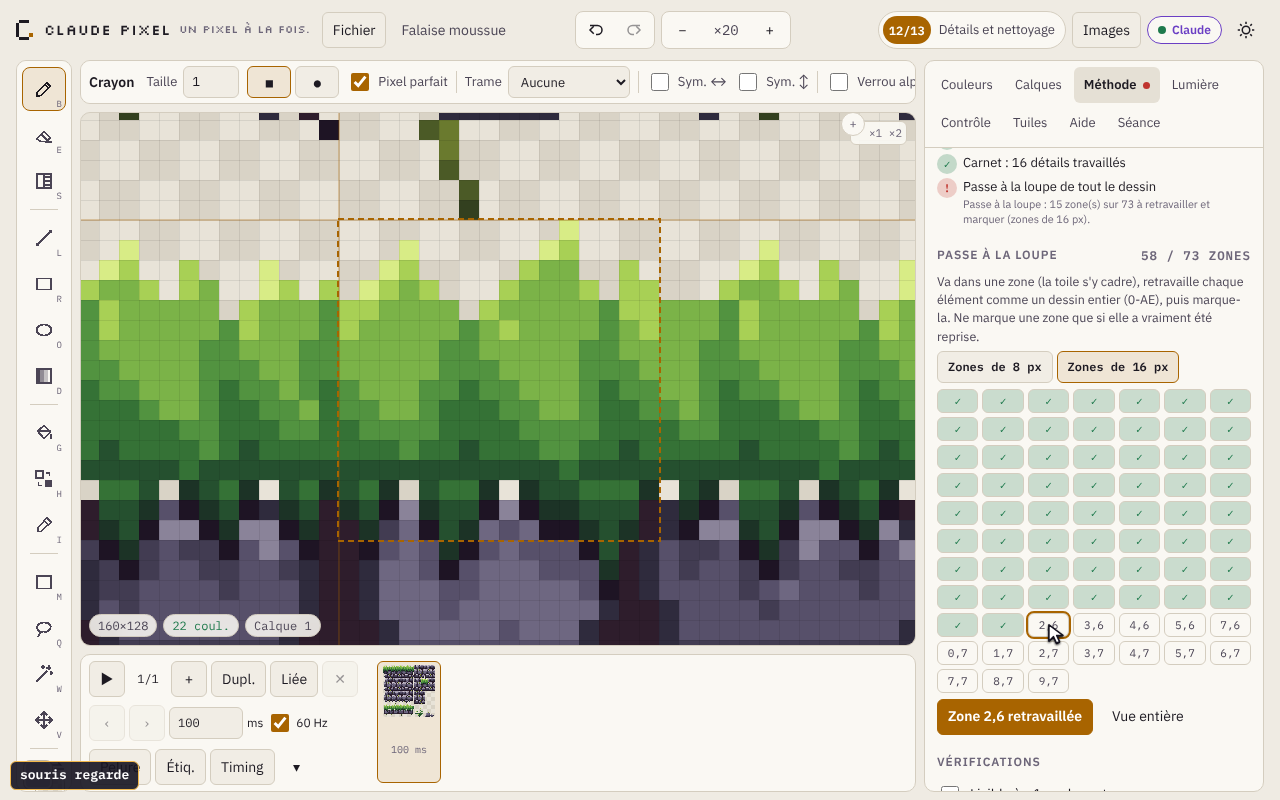 CLAUDE PIXEL UN PIXEL À LA FOIS. Fichier Falaise moussue − ×20 + 12/13 Détails et nettoyage Images Claude
Crayon Taille 1 ■ ● Pixel parfait Trame Aucune Sym. ↔ Sym. ↕ Verrou alp
B
E
S
L
R
O
D
G
H
I
M
Q
W
V
+ ×1 ×2
160×128 22 coul. Calque 1
Couleurs Calques Méthode Lumière
Contrôle Tuiles Aide Séance
✓ Carnet : 16 détails travaillés
! Passe à la loupe de tout le dessin
Passe à la loupe : 15 zone(s) sur 73 à retravailler et
marquer (zones de 16 px).
PASSE À LA LOUPE 58 / 73 ZONES
Va dans une zone (la toile s'y cadre), retravaille chaque
élément comme un dessin entier (0-AE), puis marque-
la. Ne marque une zone que si elle a vraiment été
reprise.
Zones de 8 px Zones de 16 px
✓ ✓ ✓ ✓ ✓ ✓ ✓
✓ ✓ ✓ ✓ ✓ ✓ ✓
✓ ✓ ✓ ✓ ✓ ✓ ✓
✓ ✓ ✓ ✓ ✓ ✓ ✓
✓ ✓ ✓ ✓ ✓ ✓ ✓
✓ ✓ ✓ ✓ ✓ ✓ ✓
✓ ✓ ✓ ✓ ✓ ✓ ✓
✓ ✓ ✓ ✓ ✓ ✓ ✓
✓ ✓ 2,6 3,6 4,6 5,6 7,6
0,7 1,7 2,7 3,7 4,7 5,7 6,7
7,7 8,7 9,7
Zone 2,6 retravaillée Vue entière
VÉRIFICATIONS
▶ 1/1 + Dupl. Liée ✕
‹ › 100 ms 60 Hz
Étiq. Timing ▼
100 ms
souris regarde